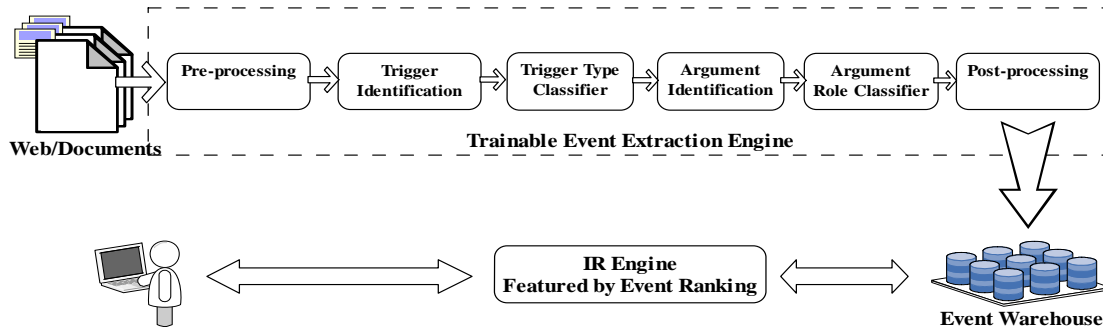 Pre-processing
Trigger
Identification
Trigger Type
Classifier
Argument
Identification
Argument
Role Classifier
Post-processing
Web/Documents
Trainable Event Extraction Engine
IR Engine
Featured by Event Ranking
Event Warehouse